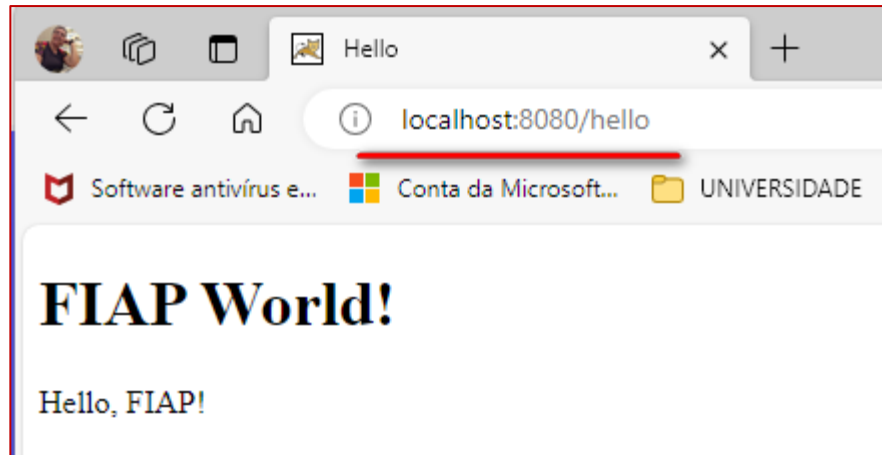 Hello
localhost:8080/hello
Software antivírus e... Conta da Microsoft... UNIVERSIDADE
FIAP World!
Hello, FIAP!